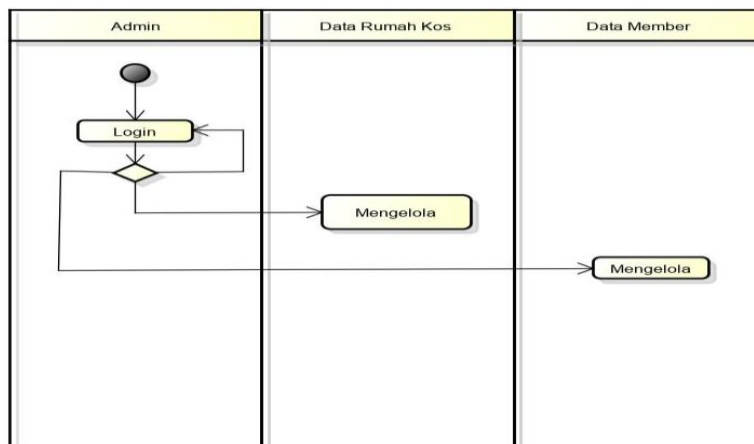 Admin
Data Rumah Kos
Data Member
Login
Mengelola
Mengelola